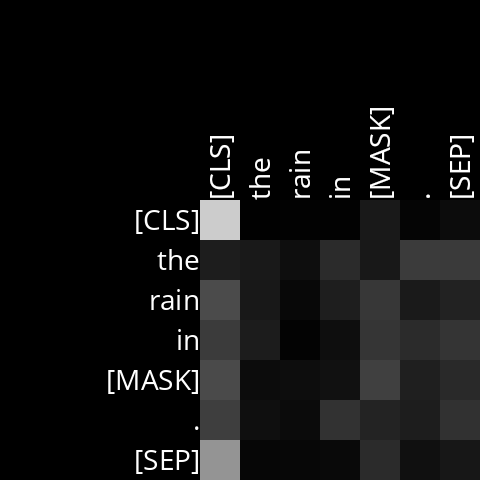 [CLS] the rain in [MASK] . [SEP]
[CLS]
the
rain
in
[MASK]
.
[SEP]